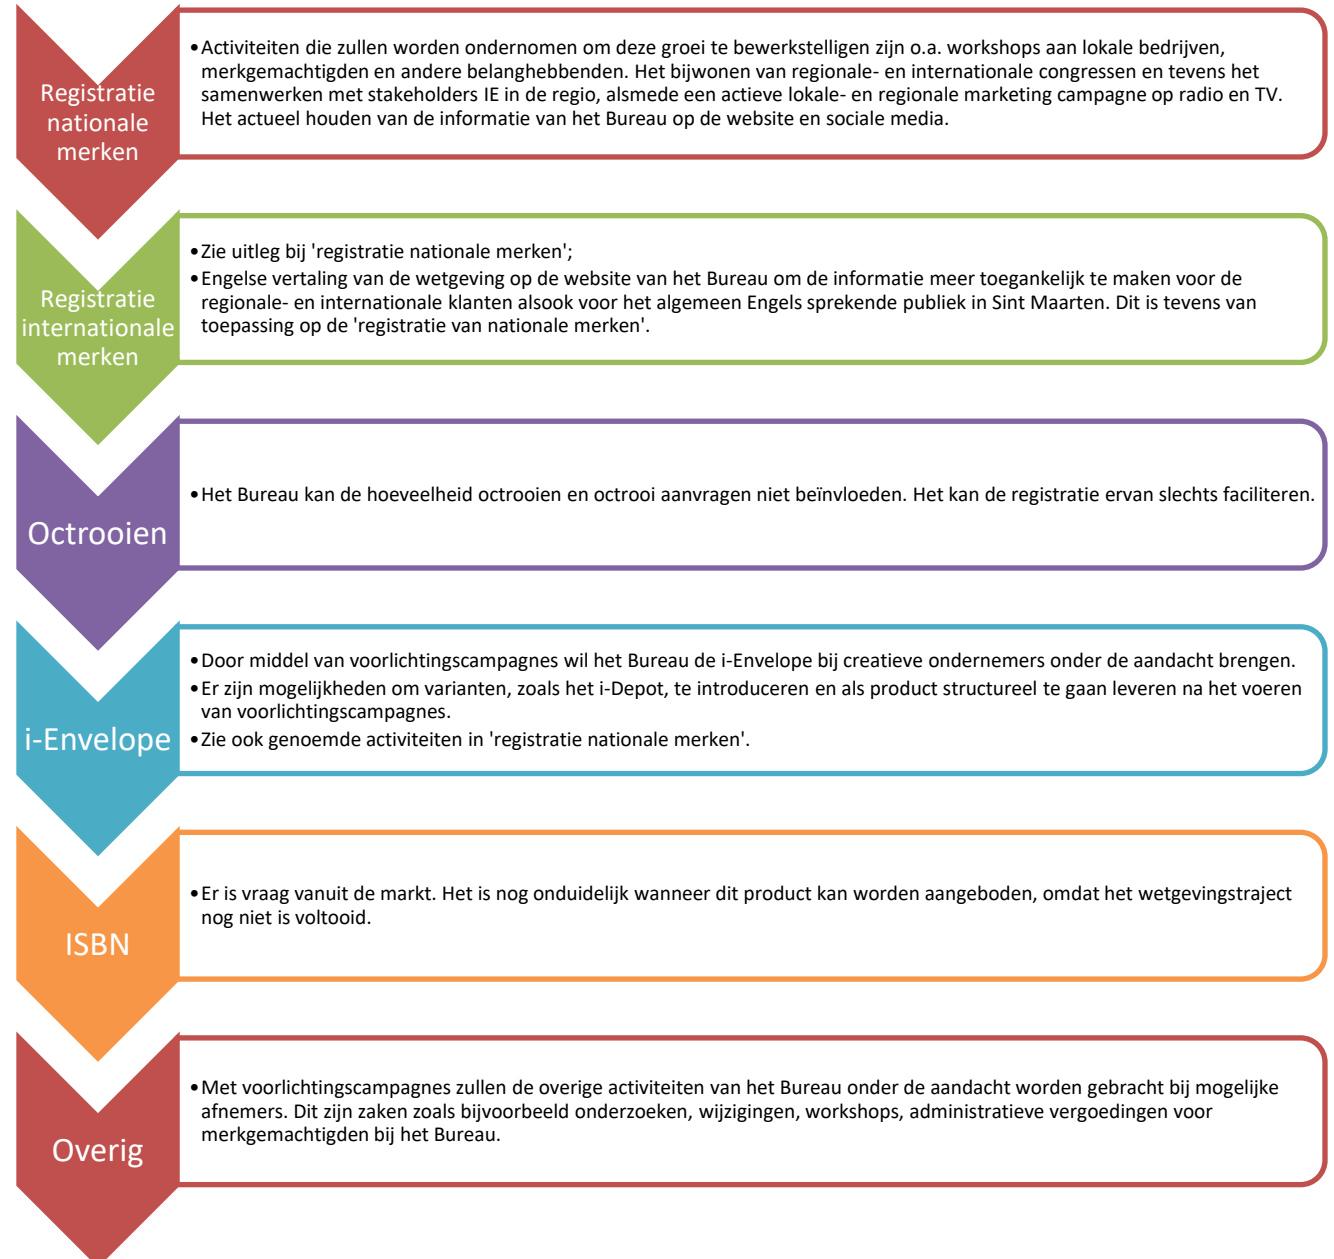 Registratie
nationale
merken
•Activiteiten die zullen worden ondernomen om deze groei te bewerkstelligen zijn o.a. workshops aan lokale bedrijven,
merkgemachtigden en andere belanghebbenden. Het bijwonen van regionale- en internationale congressen en tevens het
samenwerken met stakeholders IE in de regio, alsmede een actieve lokale- en regionale marketing campagne op radio en TV.
Het actueel houden van de informatie van het Bureau op de website en sociale media.
Registratie
internationale
merken
•Zie uitleg bij 'registratie nationale merken';
•Engelse vertaling van de wetgeving op de website van het Bureau om de informatie meer toegankelijk te maken voor de
regionale- en internationale klanten alsook voor het algemeen Engels sprekende publiek in Sint Maarten. Dit is tevens van
toepassing op de 'registratie van nationale merken'.
Octrooien
•Het Bureau kan de hoeveelheid octrooien en octrooi aanvragen niet beïnvloeden. Het kan de registratie ervan slechts faciliteren.
i-Envelope
•Door middel van voorlichtingscampagnes wil het Bureau de i-Envelope bij creatieve ondernemers onder de aandacht brengen.
•Er zijn mogelijkheden om varianten, zoals het i-Depot, te introduceren en als product structureel te gaan leveren na het voeren
van voorlichtingscampagnes.
•Zie ook genoemde activiteiten in 'registratie nationale merken'.
ISBN
•Er is vraag vanuit de markt. Het is nog onduidelijk wanneer dit product kan worden aangeboden, omdat het wetgevingstraject
nog niet is voltooid.
Overig
•Met voorlichtingscampagnes zullen de overige activiteiten van het Bureau onder de aandacht worden gebracht bij mogelijke
afnemers. Dit zijn zaken zoals bijvoorbeeld onderzoeken, wijzigingen, workshops, administratieve vergoedingen voor
merkgemachtigden bij het Bureau.